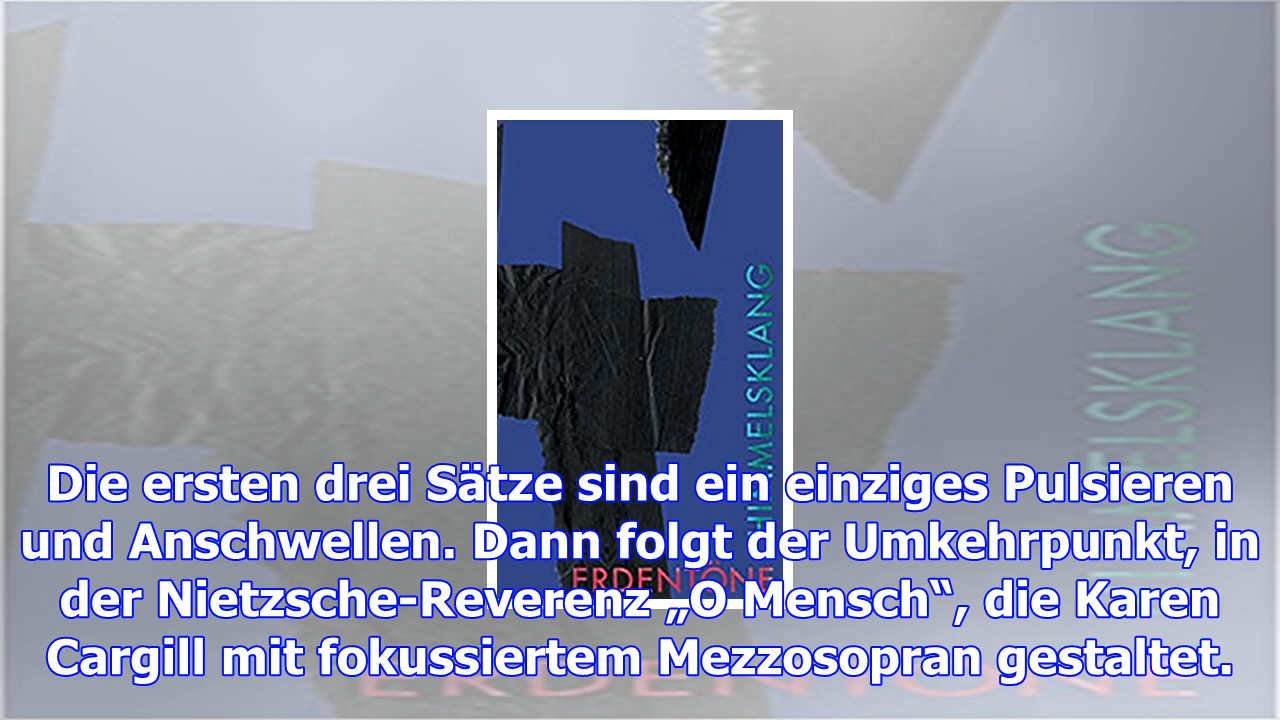 HIMMELSKLANG
ERDENTÖNE
Die ersten drei Sätze sind ein einziges Pulsieren
und Anschwellen. Dann folgt der Umkehrpunkt, in
der Nietzsche-Reverenz „O Mensch“, die Karen
Cargill mit fokussiertem Mezzosopran gestaltet.